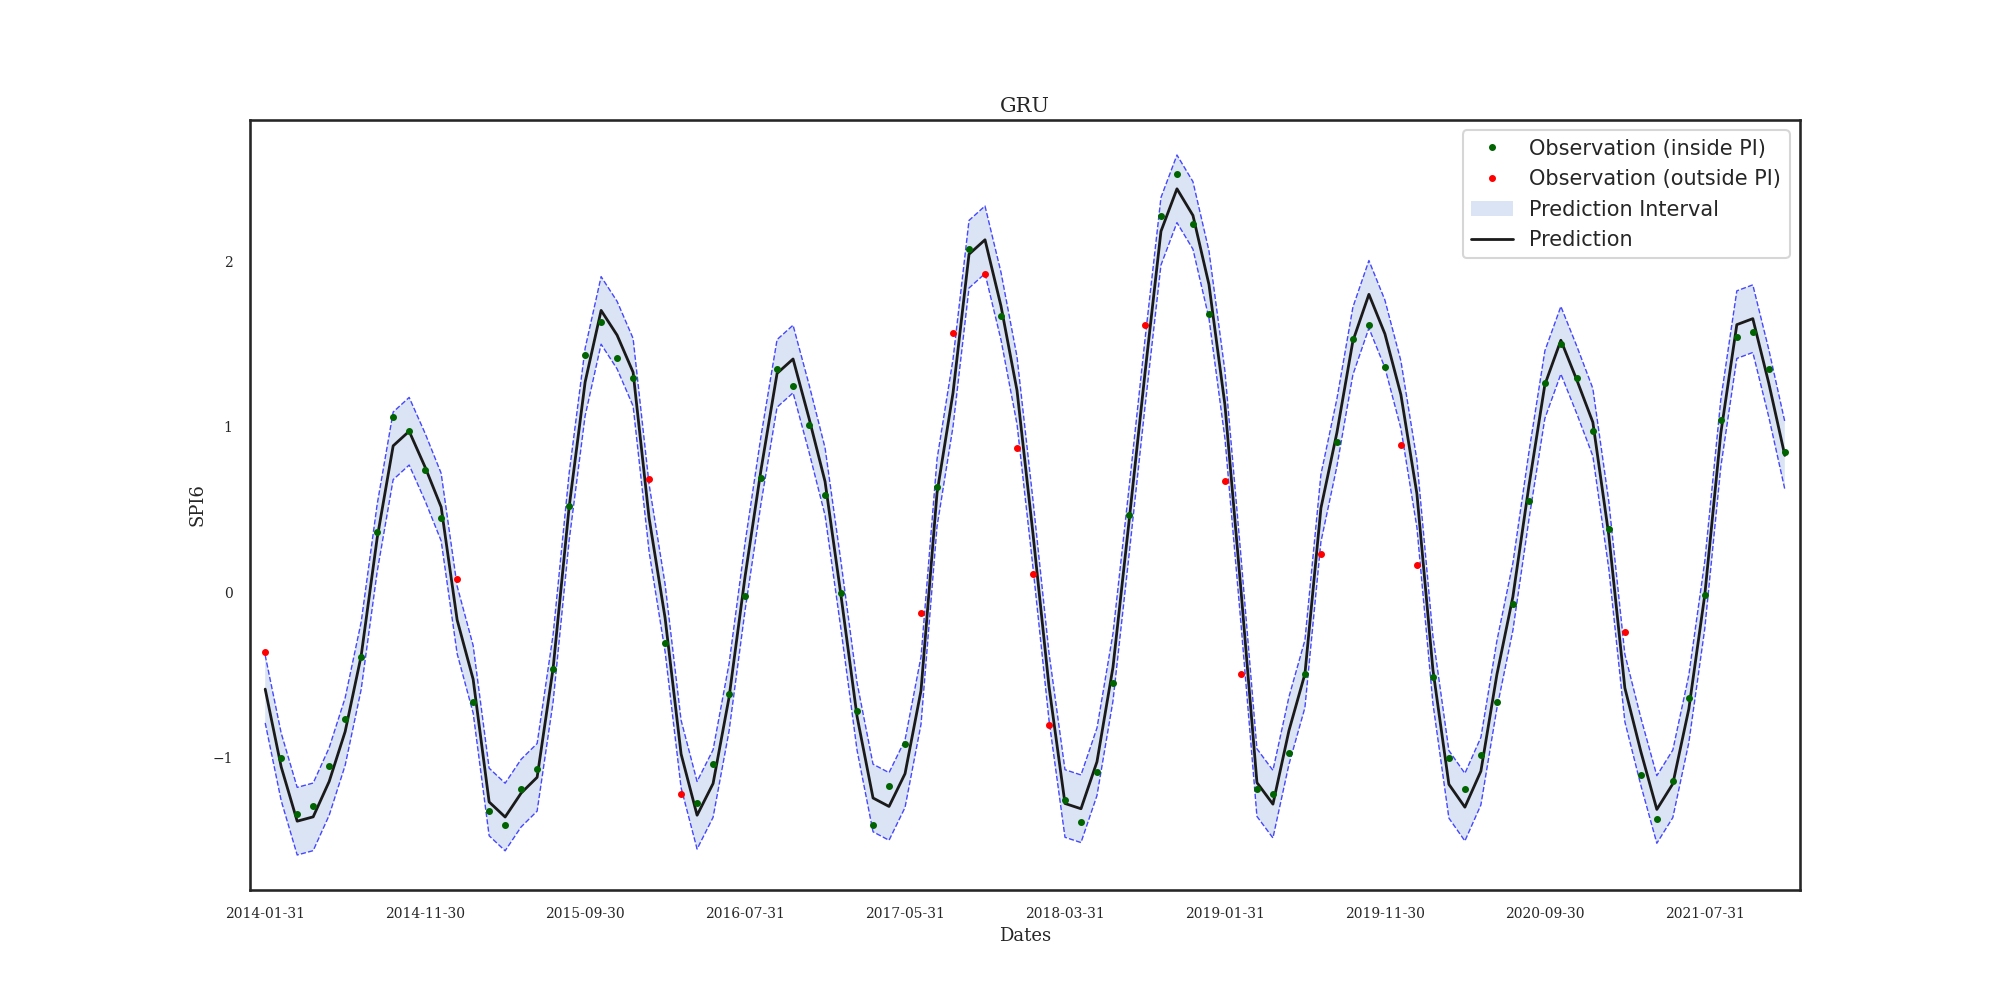 GRU
Observation (inside PI)
Observation (outside PI)
Prediction Interval
Prediction
SPI6
2
1
0
−1
2014-01-31 2014-11-30 2015-09-30 2016-07-31 2017-05-31 2018-03-31 2019-01-31 2019-11-30 2020-09-30 2021-07-31
Dates